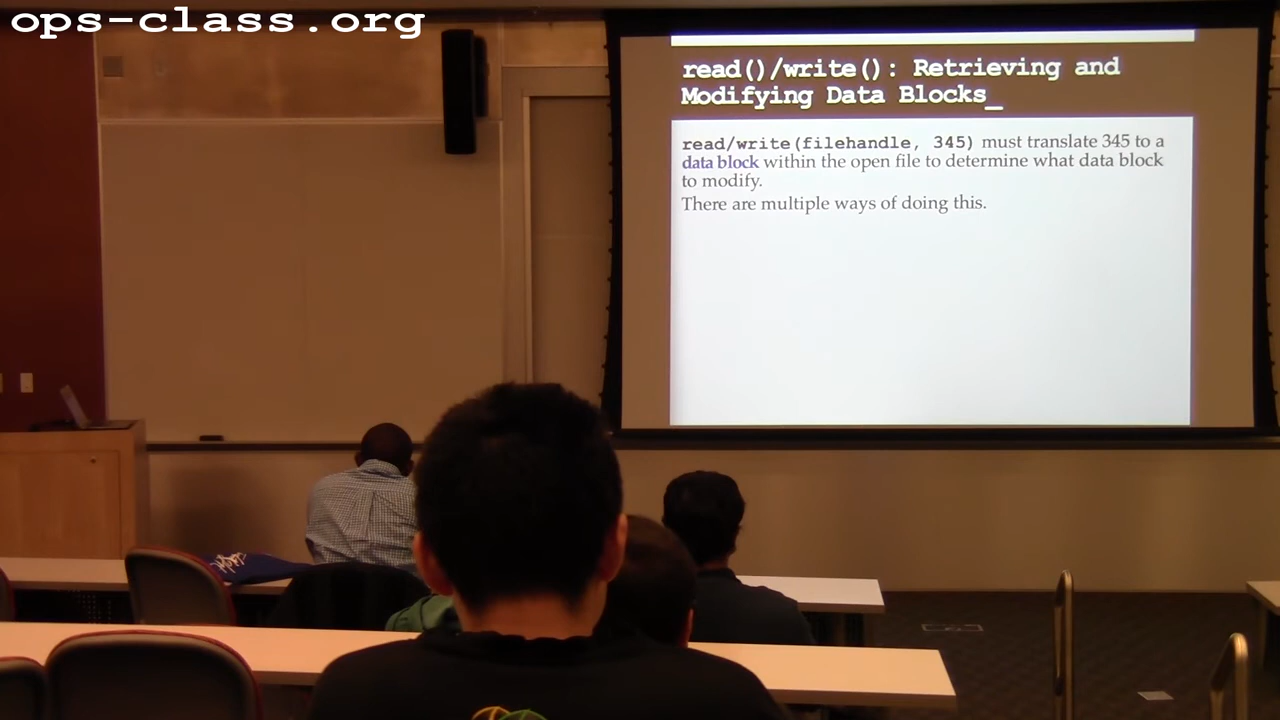 ops-class.org
read()/write(): Retrieving and
Modifying Data Blocks_
read/write(filehandle, 345) must translate 345 to a
data block within the open file to determine what data block
to modify.
There are multiple ways of doing this.